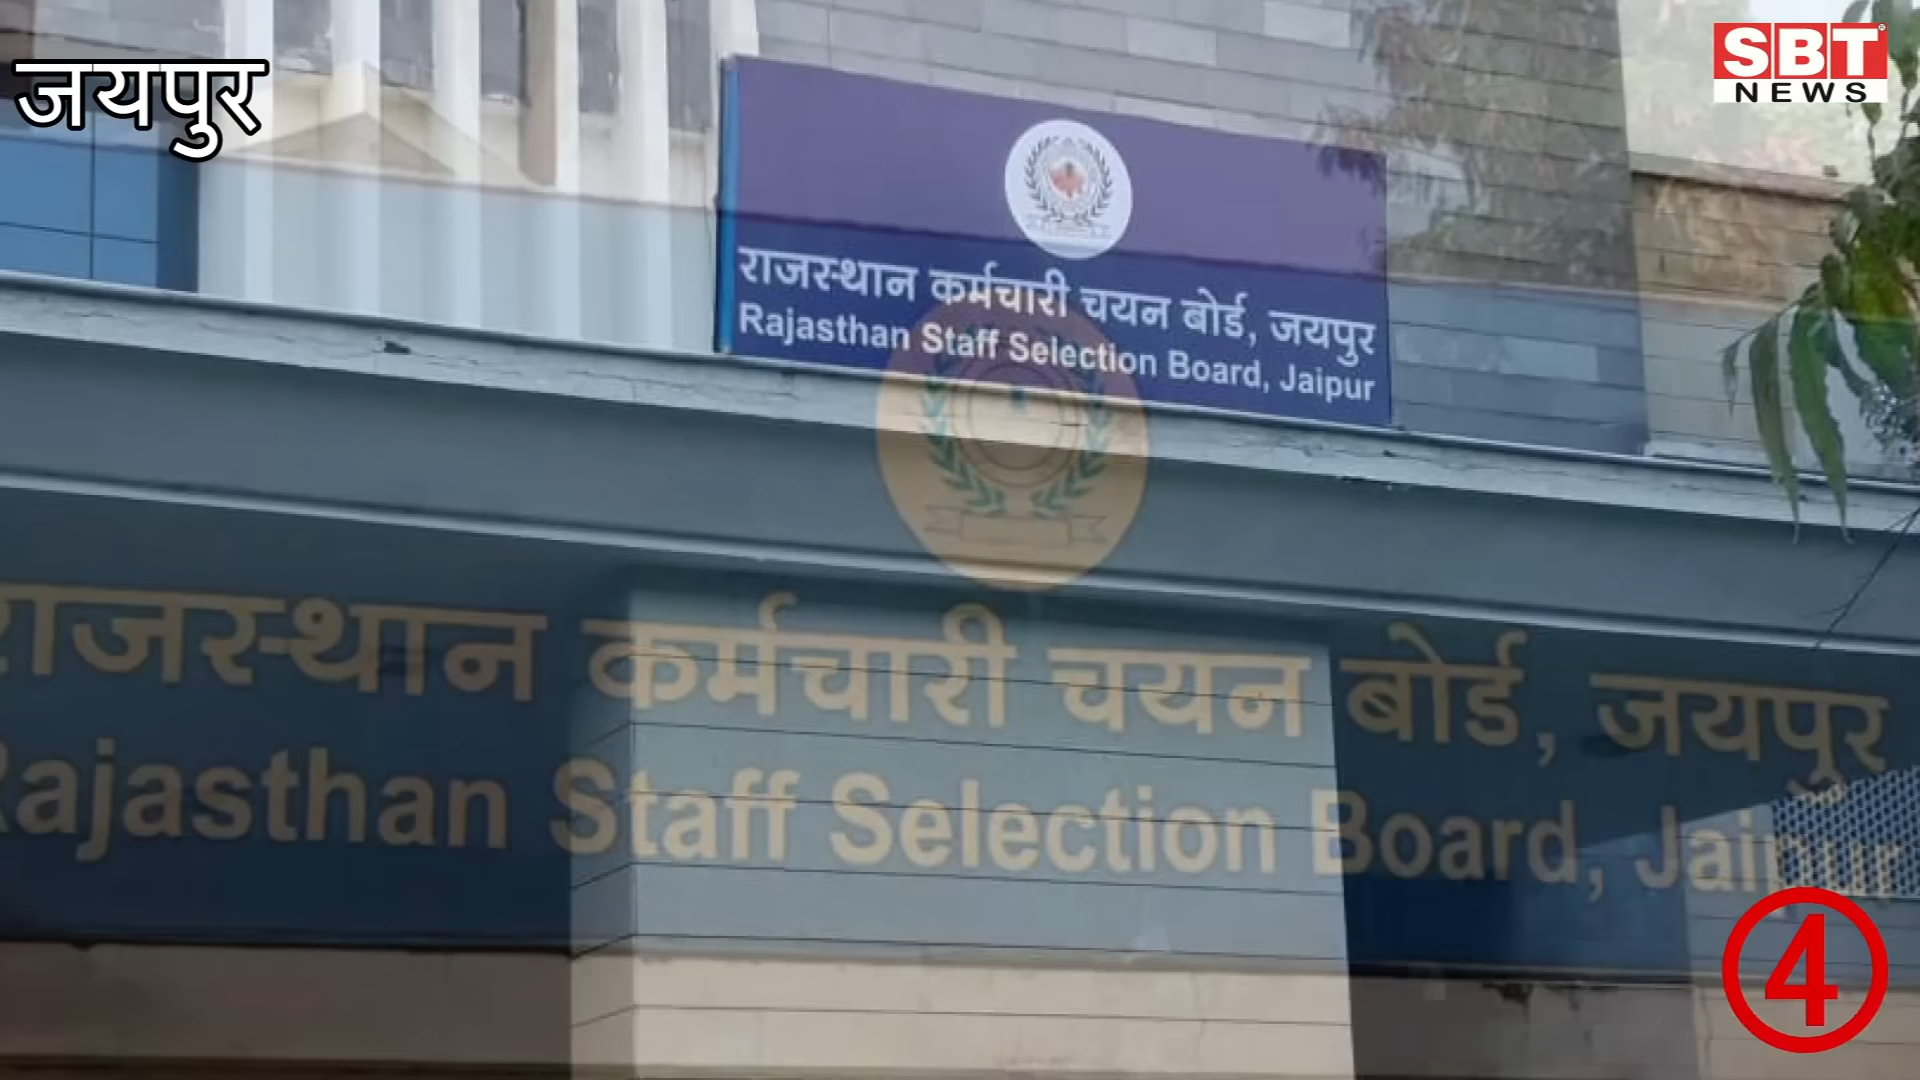 जयपुर
SBT
NEWS
राजस्थान कर्मचारी चयन बोर्ड, जयपुर
Rajasthan Staff Selection Board, Jaipur
राजस्थान कर्मचारी चयन बोर्ड, जयपुर
Rajasthan Staff Selection Board, Jaipur
4